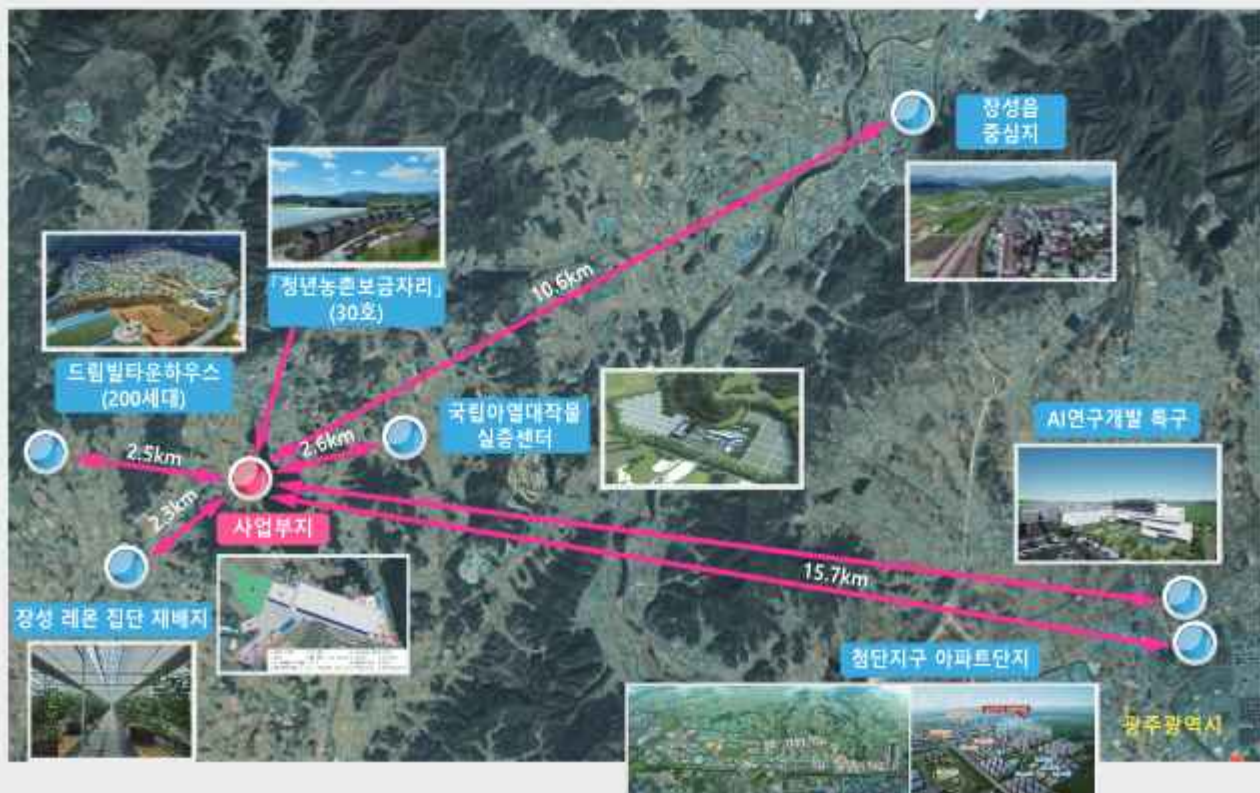 장성읍
중심지
「청년농촌보금자리」
(30호)
10.6km
드림빌타운하우스
(200세대)
국립아열대작물
실증센터
AI연구개발 특구
2.5km
2.6km
2.3km
사업부지
15.7km
장성 레몬 집단 재배지
첨단지구 아파트단지
광주광역시